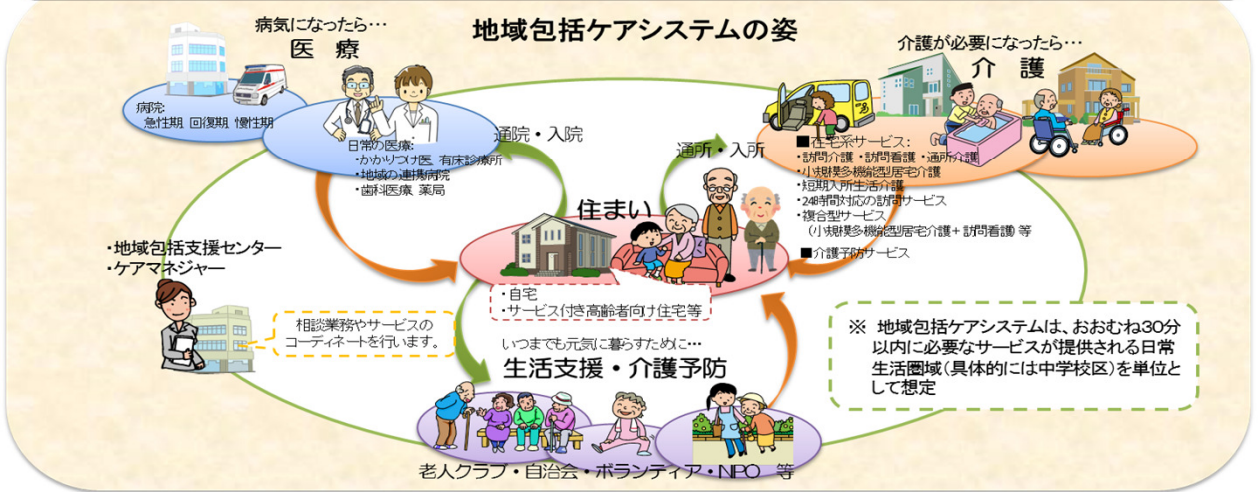 地域包括ケアシステムの姿
病気になったら…
医 療
病院:
急性期 回復期 慢性期
日常の医療:
・かかりつけ医、有床診療所
・地域の連携病院
・歯科医療、薬局
通院・入院
通所・入所
介護が必要になったら…
介 護
■在宅系サービス:
・訪問介護 ・訪問看護 ・通所介護
・小規模多機能型居宅介護
・短期入所生活介護
・24時間対応の訪問サービス
・複合型サービス
（小規模多機能型居宅介護+訪問看護）等
■介護予防サービス
住まい
・自宅
・サービス付き高齢者向け住宅等
・地域包括支援センター
・ケアマネジャー
相談業務やサービスの
コーディネートを行います。
いつまでも元気に暮らすために…
生活支援・介護予防
老人クラブ・自治会・ボランティア・NPO 等
※ 地域包括ケアシステムは、おおむね30分
以内に必要なサービスが提供される日常
生活圏域（具体的には中学校区）を単位と
して想定